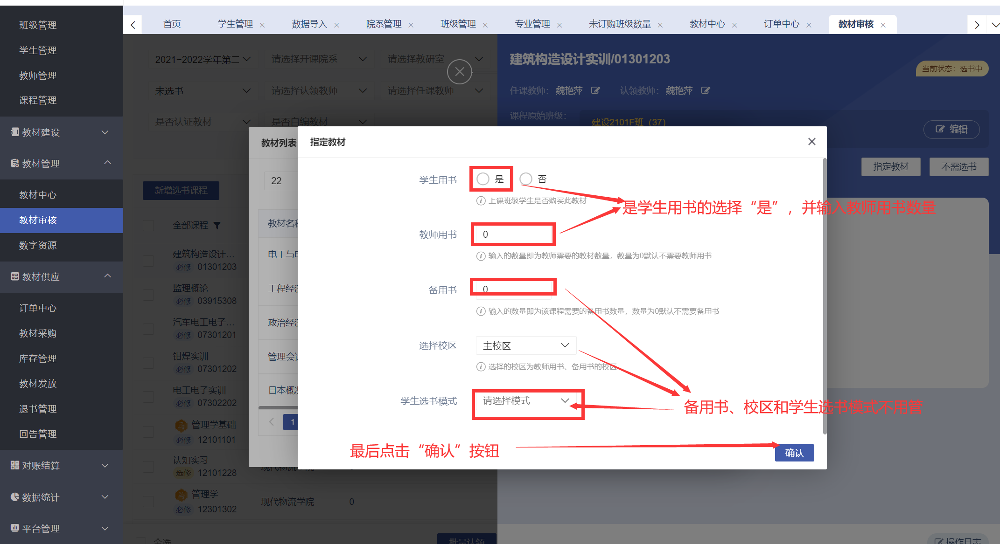 首页
学生管理
数据导入
院系管理
班级管理
专业管理
未订购班级数量
教材中心
订单中心
教材审核
班级管理
学生管理
教师管理
课程管理
教材建设
教材管理
教材中心
教材审核
数字资源
教材供应
订单中心
教材采购
库存管理
教材发放
退书管理
回告管理
对账结算
数据统计
平台管理
2021~2022学年第二
请选择开课院系
请选择教研室
未选书
请选择认领教师
请选择任课教师
是否认证教材
是否自编教材
新增选书课程
全部课程
建筑构造设计…
必修 01301203
监理概论
必修 03915308
汽车电工电子…
必修 07301201
钳焊实训
必修 07301202
电工电子实训
必修 07302202
马 管理学基础
必修 12101101
认知实习
选修 12101228
马 管理学
必修 12301302
现代物流学院
0
全选
批量认领
建筑构造设计实训/01301203
当前状态：选书中
任课教师： 魏艳萍
认领教师： 魏艳萍
课程原始班级：
建设2101F班（37）
编辑
指定教材
不需选书
操作日志
教材列表
22
教材名
电工与
工程经
政治经
管理会
日本概
1
指定教材
学生用书
是
否
上课班级学生是否购买此教材
是学生用书的选择“是”，并输入教师用书数量
教师用书
0
输入的数量即为教师需要的教材数量，数量为0默认不需要教师用书
备用书
0
输入的数量即为该课程需要的备用书数量，数量为0默认不需要备用书
选择校区
主校区
选择的校区为教师用书、备用书的校区
学生选书模式
请选择模式
备用书、校区和学生选书模式不用管
最后点击“确认”按钮
确认